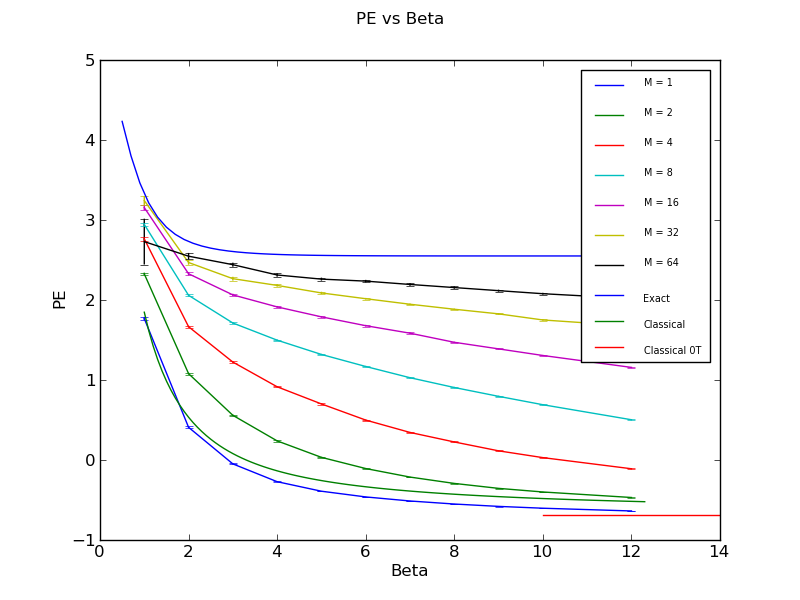 PE vs Beta
5
4
3
2
1
0
−1
PE
0
2
4
6
8
10
12
14
Beta
M = 1
M = 2
M = 4
M = 8
M = 16
M = 32
M = 64
Exact
Classical
Classical 0T